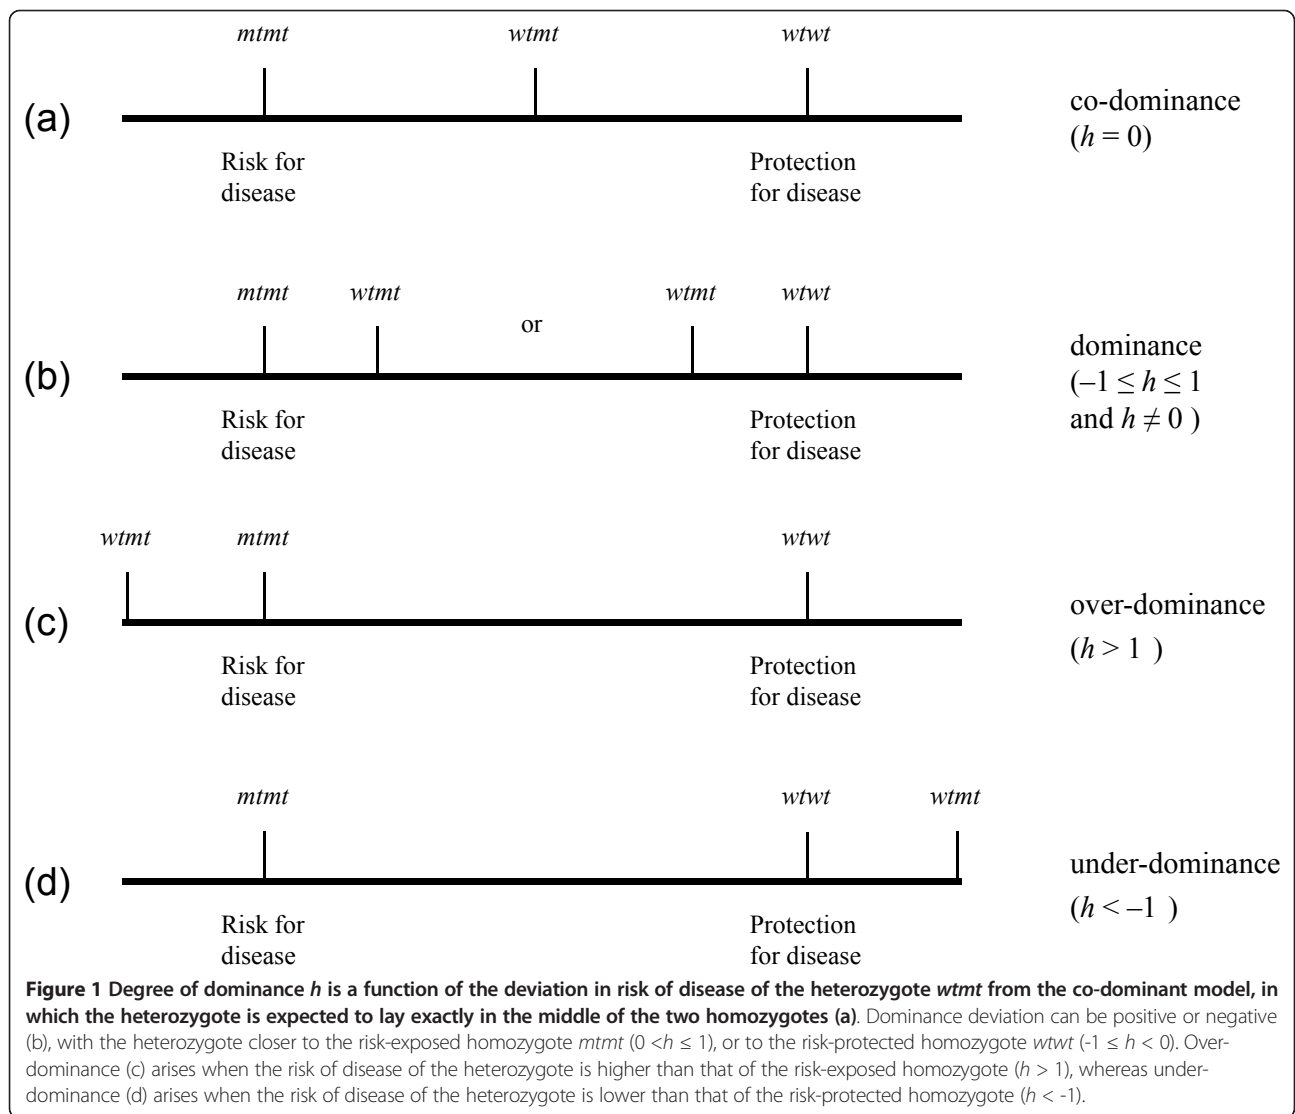 mtmt wtmt wtwt
(a)
co-dominance
(h = 0)
Risk for
disease
Protection
for disease
mtmt wtmt or wtmt wtwt
(b)
dominance
(–1 ≤ h ≤ 1
and h ≠ 0 )
Risk for
disease
Protection
for disease
wtmt mtmt wtwt
(c)
over-dominance
(h > 1 )
Risk for
disease
Protection
for disease
mtmt wtwt wtmt
(d)
under-dominance
(h < –1 )
Risk for
disease
Protection
for disease
Figure 1 Degree of dominance h is a function of the deviation in risk of disease of the heterozygote wtmt from the co-dominant model, in
which the heterozygote is expected to lay exactly in the middle of the two homozygotes (a). Dominance deviation can be positive or negative
(b), with the heterozygote closer to the risk-exposed homozygote mtmt (0 <h ≤ 1), or to the risk-protected homozygote wtwt (-1 ≤ h < 0). Over-
dominance (c) arises when the risk of disease of the heterozygote is higher than that of the risk-exposed homozygote (h > 1), whereas under-
dominance (d) arises when the risk of disease of the heterozygote is lower than that of the risk-protected homozygote (h < -1).